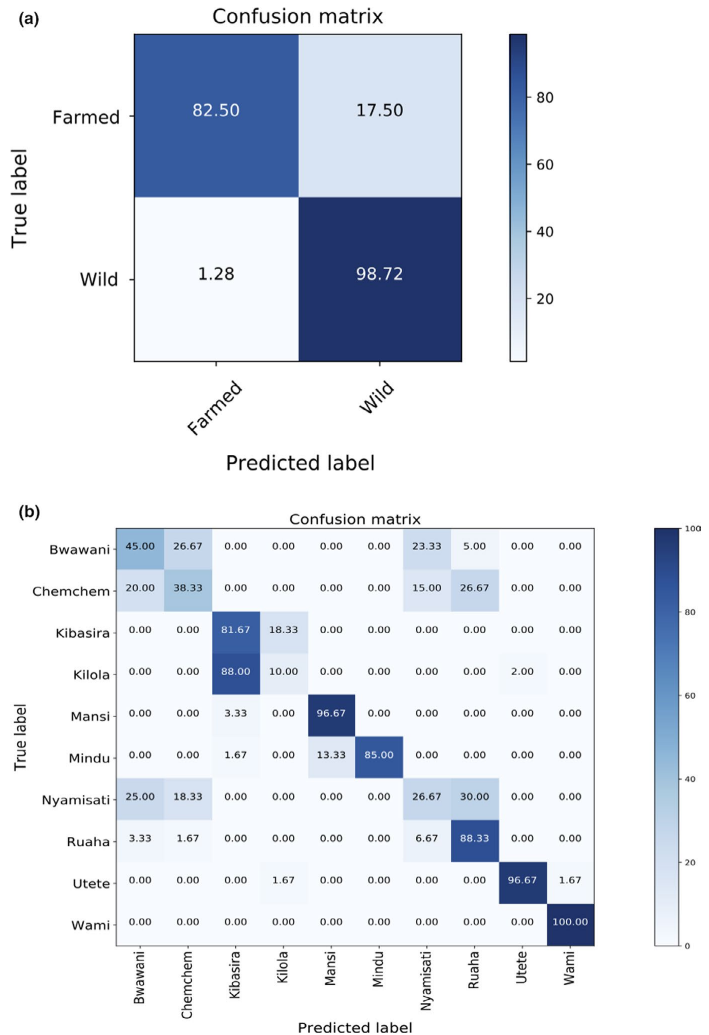 (a)
Confusion matrix
Farmed 82.50 17.50
Wild 1.28 98.72
True label
Farmed Wild
Predicted label
80
60
40
20
(b)
Confusion matrix
Bwawani 45.00 26.67 0.00 0.00 0.00 0.00 23.33 5.00 0.00 0.00
Chemchem 20.00 38.33 0.00 0.00 0.00 0.00 15.00 26.67 0.00 0.00
Kibasira 0.00 0.00 81.67 18.33 0.00 0.00 0.00 0.00 0.00 0.00
Kilola 0.00 0.00 88.00 10.00 0.00 0.00 0.00 0.00 2.00 0.00
Mansi 0.00 0.00 3.33 0.00 96.67 0.00 0.00 0.00 0.00 0.00
Mindu 0.00 0.00 1.67 0.00 13.33 85.00 0.00 0.00 0.00 0.00
Nyamisati 25.00 18.33 0.00 0.00 0.00 0.00 26.67 30.00 0.00 0.00
Ruaha 3.33 1.67 0.00 0.00 0.00 0.00 6.67 88.33 0.00 0.00
Utete 0.00 0.00 0.00 1.67 0.00 0.00 0.00 0.00 96.67 1.67
Wami 0.00 0.00 0.00 0.00 0.00 0.00 0.00 0.00 0.00 100.00
True label
Bwawani Chemchem Kibasira Kilola Mansi Mindu Nyamisati Ruaha Utete Wami
Predicted label
100
80
60
40
20
0